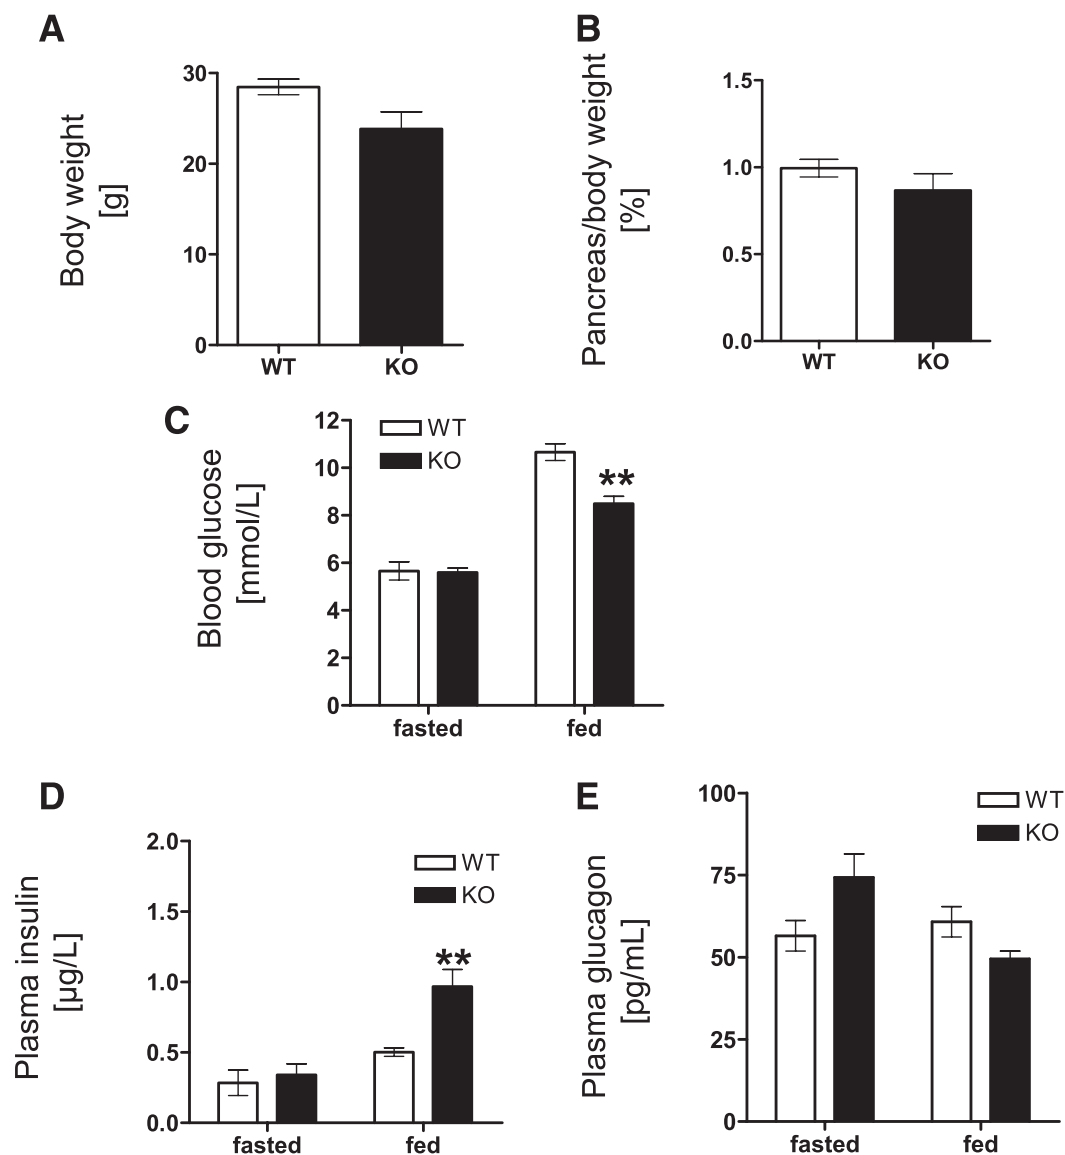 A
Body weight
[g]
30
20
10
0
WT
KO
B
Pancreas/body weight
[%]
1.5
1.0
0.5
0.0
WT
KO
C
Blood glucose
[mmol/L]
12
10
8
6
4
2
0
WT
KO
**
fasted
fed
D
Plasma insulin
[µg/L]
2.0
1.5
1.0
0.5
0.0
WT
KO
**
fasted
fed
E
Plasma glucagon
[pg/mL]
100
75
50
25
0
WT
KO
fasted
fed